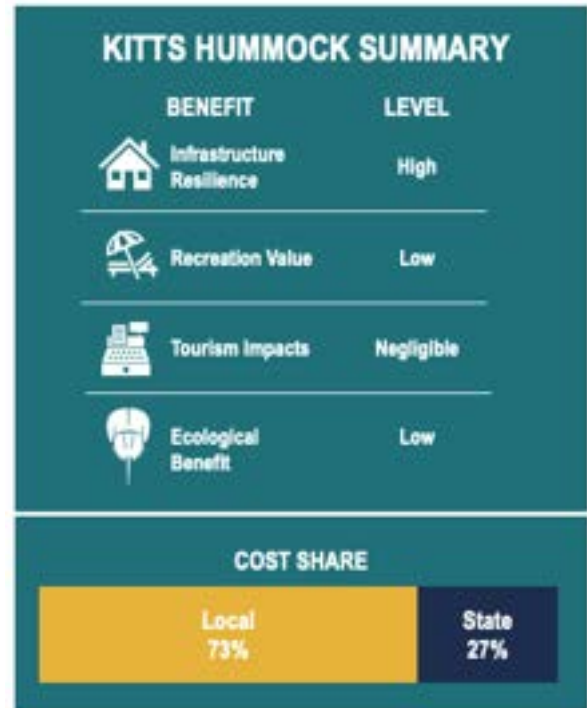 KITTS HUMMOCK SUMMARY
BENEFIT LEVEL
Infrastructure
Resilience
High
Recreation Value Low
Tourism Impacts Negligible
Ecological
Benefit
Low
COST SHARE
Local
73%
State
27%